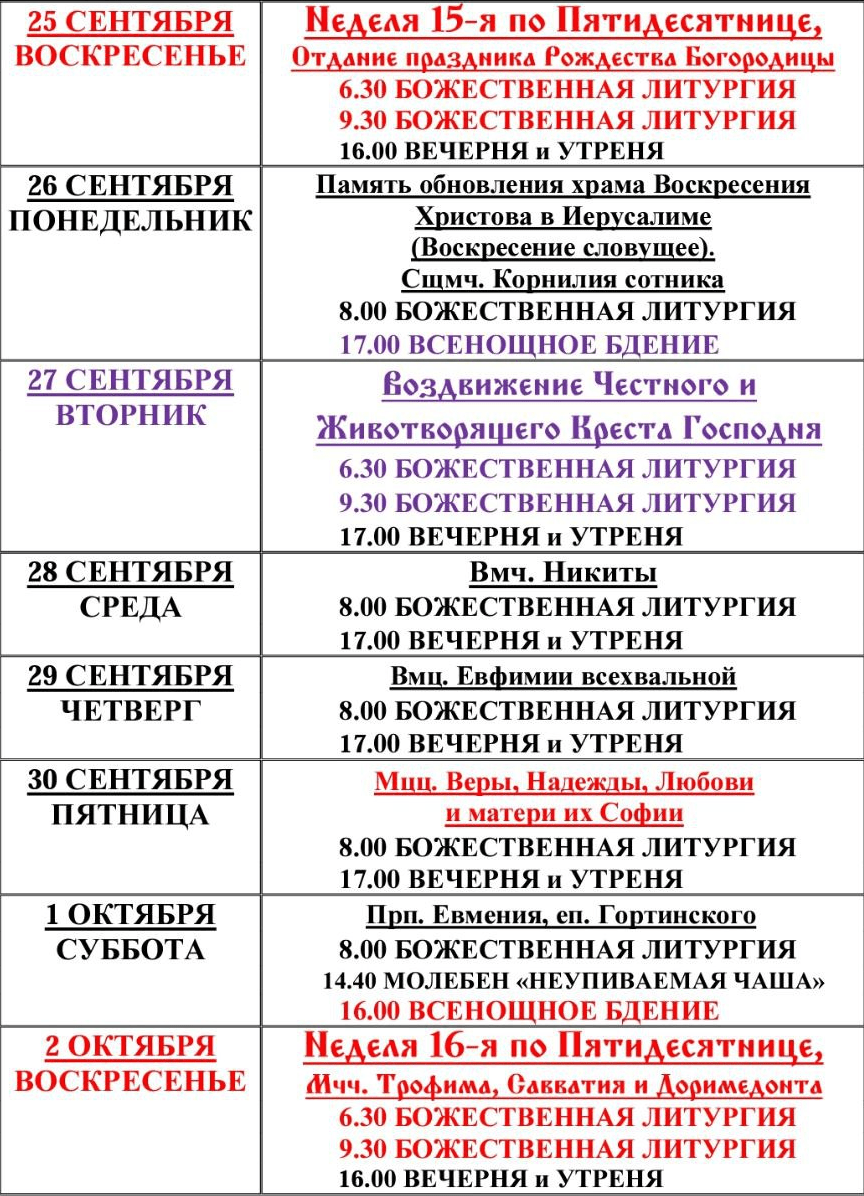 25 СЕНТЯБРЯ
ВОСКРЕСЕНЬЕ
Неделя 15-я по Пятидесятнице,
Отдание праздника Рождества Богородицы
6.30 БОЖЕСТВЕННАЯ ЛИТУРГИЯ
9.30 БОЖЕСТВЕННАЯ ЛИТУРГИЯ
16.00 ВЕЧЕРНЯ и УТРЕНЯ
26 СЕНТЯБРЯ
ПОНЕДЕЛЬНИК
Память обновления храма Воскресения
Христова в Иерусалиме
(Воскресение словущее).
Сщмч. Корнилия сотника
8.00 БОЖЕСТВЕННАЯ ЛИТУРГИЯ
17.00 ВСЕНОЩНОЕ БДЕНИЕ
27 СЕНТЯБРЯ
ВТОРНИК
Воздвижение Честного и
Животворящего Креста Господня
6.30 БОЖЕСТВЕННАЯ ЛИТУРГИЯ
9.30 БОЖЕСТВЕННАЯ ЛИТУРГИЯ
17.00 ВЕЧЕРНЯ и УТРЕНЯ
28 СЕНТЯБРЯ
СРЕДА
Вмч. Никиты
8.00 БОЖЕСТВЕННАЯ ЛИТУРГИЯ
17.00 ВЕЧЕРНЯ и УТРЕНЯ
29 СЕНТЯБРЯ
ЧЕТВЕРГ
Вмц. Евфимии всехвальной
8.00 БОЖЕСТВЕННАЯ ЛИТУРГИЯ
17.00 ВЕЧЕРНЯ и УТРЕНЯ
30 СЕНТЯБРЯ
ПЯТНИЦА
Мцц. Веры, Надежды, Любови
и матери их Софии
8.00 БОЖЕСТВЕННАЯ ЛИТУРГИЯ
17.00 ВЕЧЕРНЯ и УТРЕНЯ
1 ОКТЯБРЯ
СУББОТА
Прп. Евмения, еп. Гортинского
8.00 БОЖЕСТВЕННАЯ ЛИТУРГИЯ
14.40 МОЛЕБЕН «НЕУПИВАЕМАЯ ЧАША»
16.00 ВСЕНОЩНОЕ БДЕНИЕ
2 ОКТЯБРЯ
ВОСКРЕСЕНЬЕ
Неделя 16-я по Пятидесятнице,
Мчч. Трофима, Савватия и Доримедонта
6.30 БОЖЕСТВЕННАЯ ЛИТУРГИЯ
9.30 БОЖЕСТВЕННАЯ ЛИТУРГИЯ
16.00 ВЕЧЕРНЯ и УТРЕНЯ